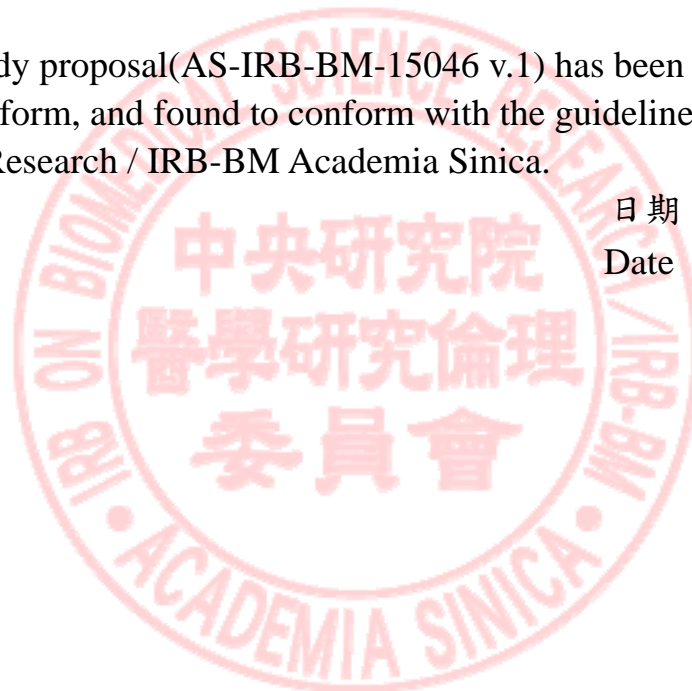 dy proposal(AS-IRB-BM-15046 v.1) has been
form, and found to conform with the guideline
Research / IRB-BM Academia Sinica.
日期
Date
IRB ON BIOMEDICAL SCIENCE RESEARCH / IRB-BM • ACADEMIA SINICA •
中央研究院
醫學研究倫理
委員會